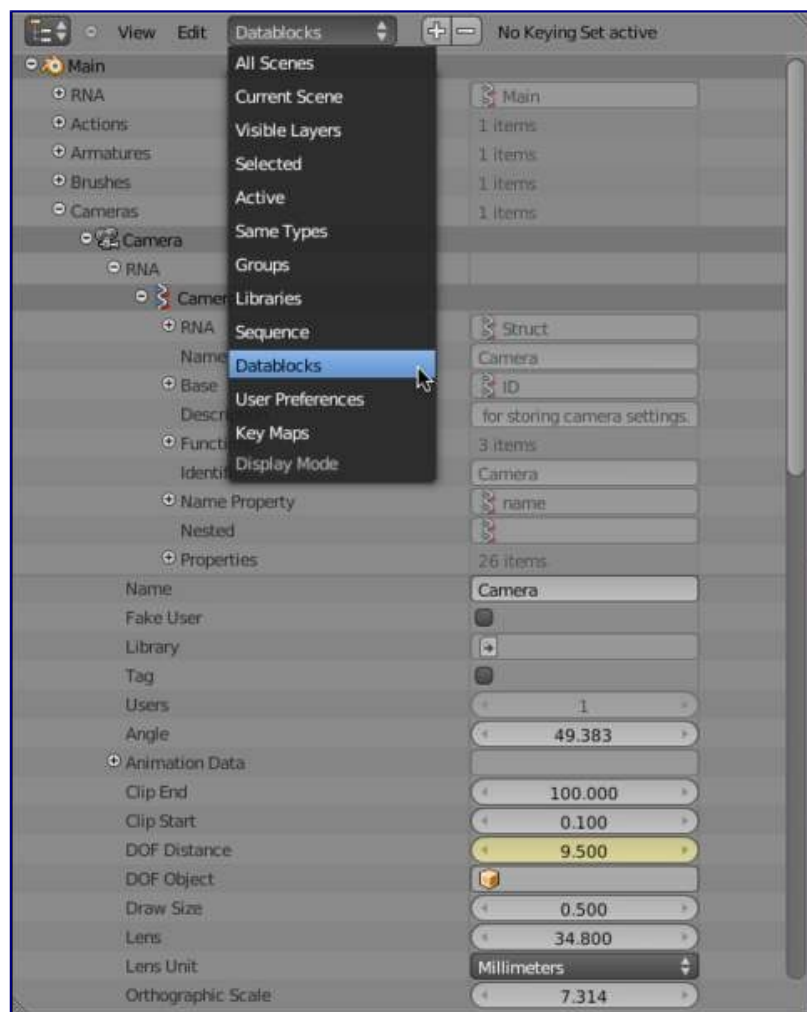 View Edit Datablocks No Keying Set active
Main All Scenes
RNA Current Scene Main
Actions Visible Layers 1 items
Armatures Selected 1 items
Brushes Active 1 items
Cameras Same Types 1 items
Camera Groups
RNA Libraries
Camer Sequence
RNA Datablocks Struct
Name User Preferences Camera
Base Key Maps ID
Descr Display Mode for storing camera settings.
Functi 3 items
Identif Camera
Name Property name
Nested
Properties 26 items
Name Camera
Fake User
Library
Tag
Users 1
Angle 49.383
Animation Data
Clip End 100.000
Clip Start 0.100
DOF Distance 9.500
DOF Object
Draw Size 0.500
Lens 34.800
Lens Unit Millimeters
Orthographic Scale 7.314